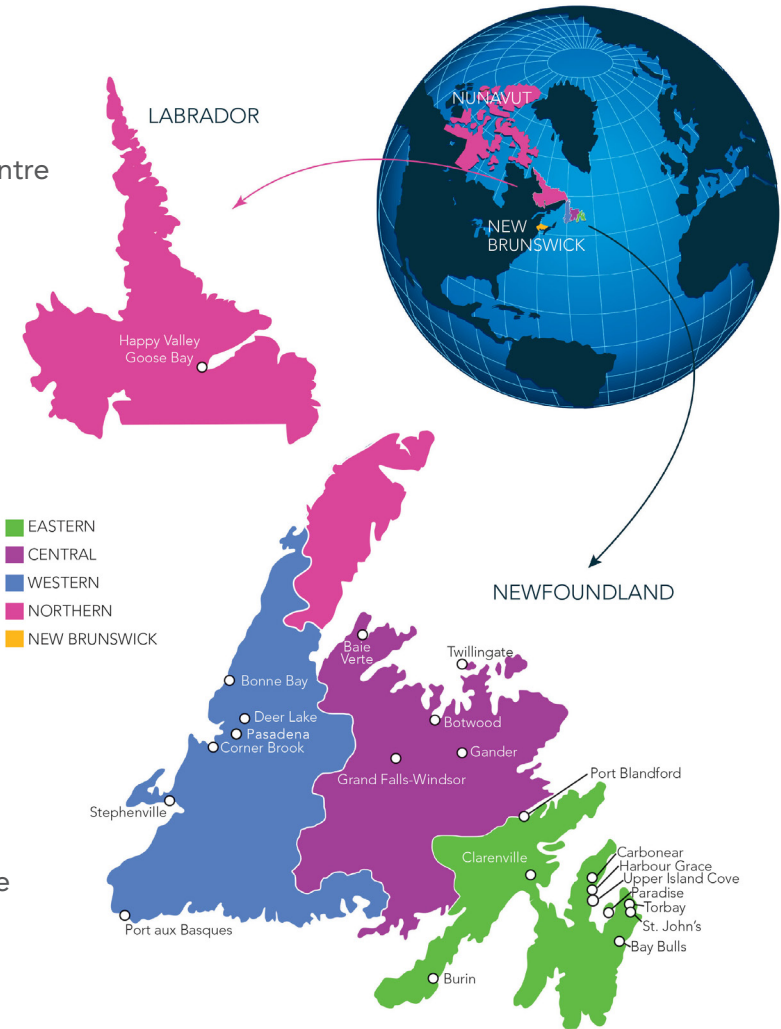 NUNAVUT
LABRADOR
ntre
NEW
BRUNSWICK
Happy Valley
Goose Bay
EASTERN
CENTRAL
WESTERN
NORTHERN
NEW BRUNSWICK
NEWFOUNDLAND
Baie
Verte
Twillingate
Bonne Bay
Deer Lake
Pasadena
Corner Brook
Botwood
Gander
Grand Falls-Windsor
Port Blandford
Stephenville
Clarenville
Carbonear
Harbour Grace
Upper Island Cove
Paradise
Torbay
St. John's
Bay Bulls
e
Port aux Basques
Burin